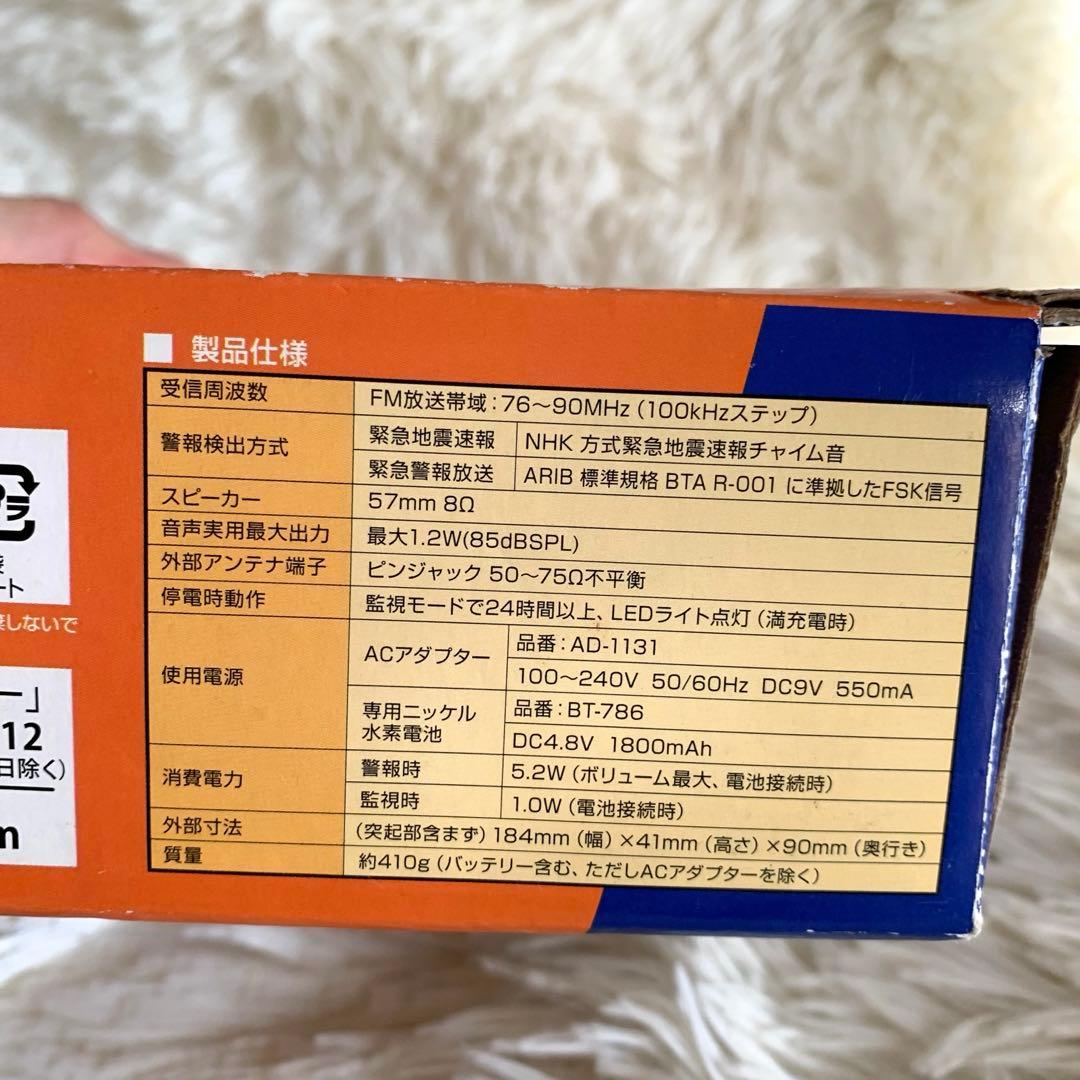 製品仕様
受信周波数 FM放送帯域：76～90MHz（100kHzステップ）
警報検出方式 緊急地震速報 NHK 方式緊急地震速報チャイム音
緊急警報放送 ARIB 標準規格 BTA R-001 に準拠したFSK信号
スピーカー 57mm 8Ω
音声実用最大出力 最大1.2W(85dBSPL)
外部アンテナ端子 ピンジャック 50～75Ω不平衡
停電時動作 監視モードで24時間以上、LEDライト点灯（満充電時）
使用電源 ACアダプター 品番：AD-1131
100～240V 50/60Hz DC9V 550mA
専用ニッケル水素電池 品番：BT-786
DC4.8V 1800mAh
消費電力 警報時 5.2W（ボリューム最大、電池接続時）
監視時 1.0W（電池接続時）
外部寸法 (突起部含まず) 184mm（幅）×41mm（高さ）×90mm（奥行き）
質量 約410g（バッテリー含む、ただしACアダプターを除く）
プラ
ート
しないで
ー」
12
日除く）
m